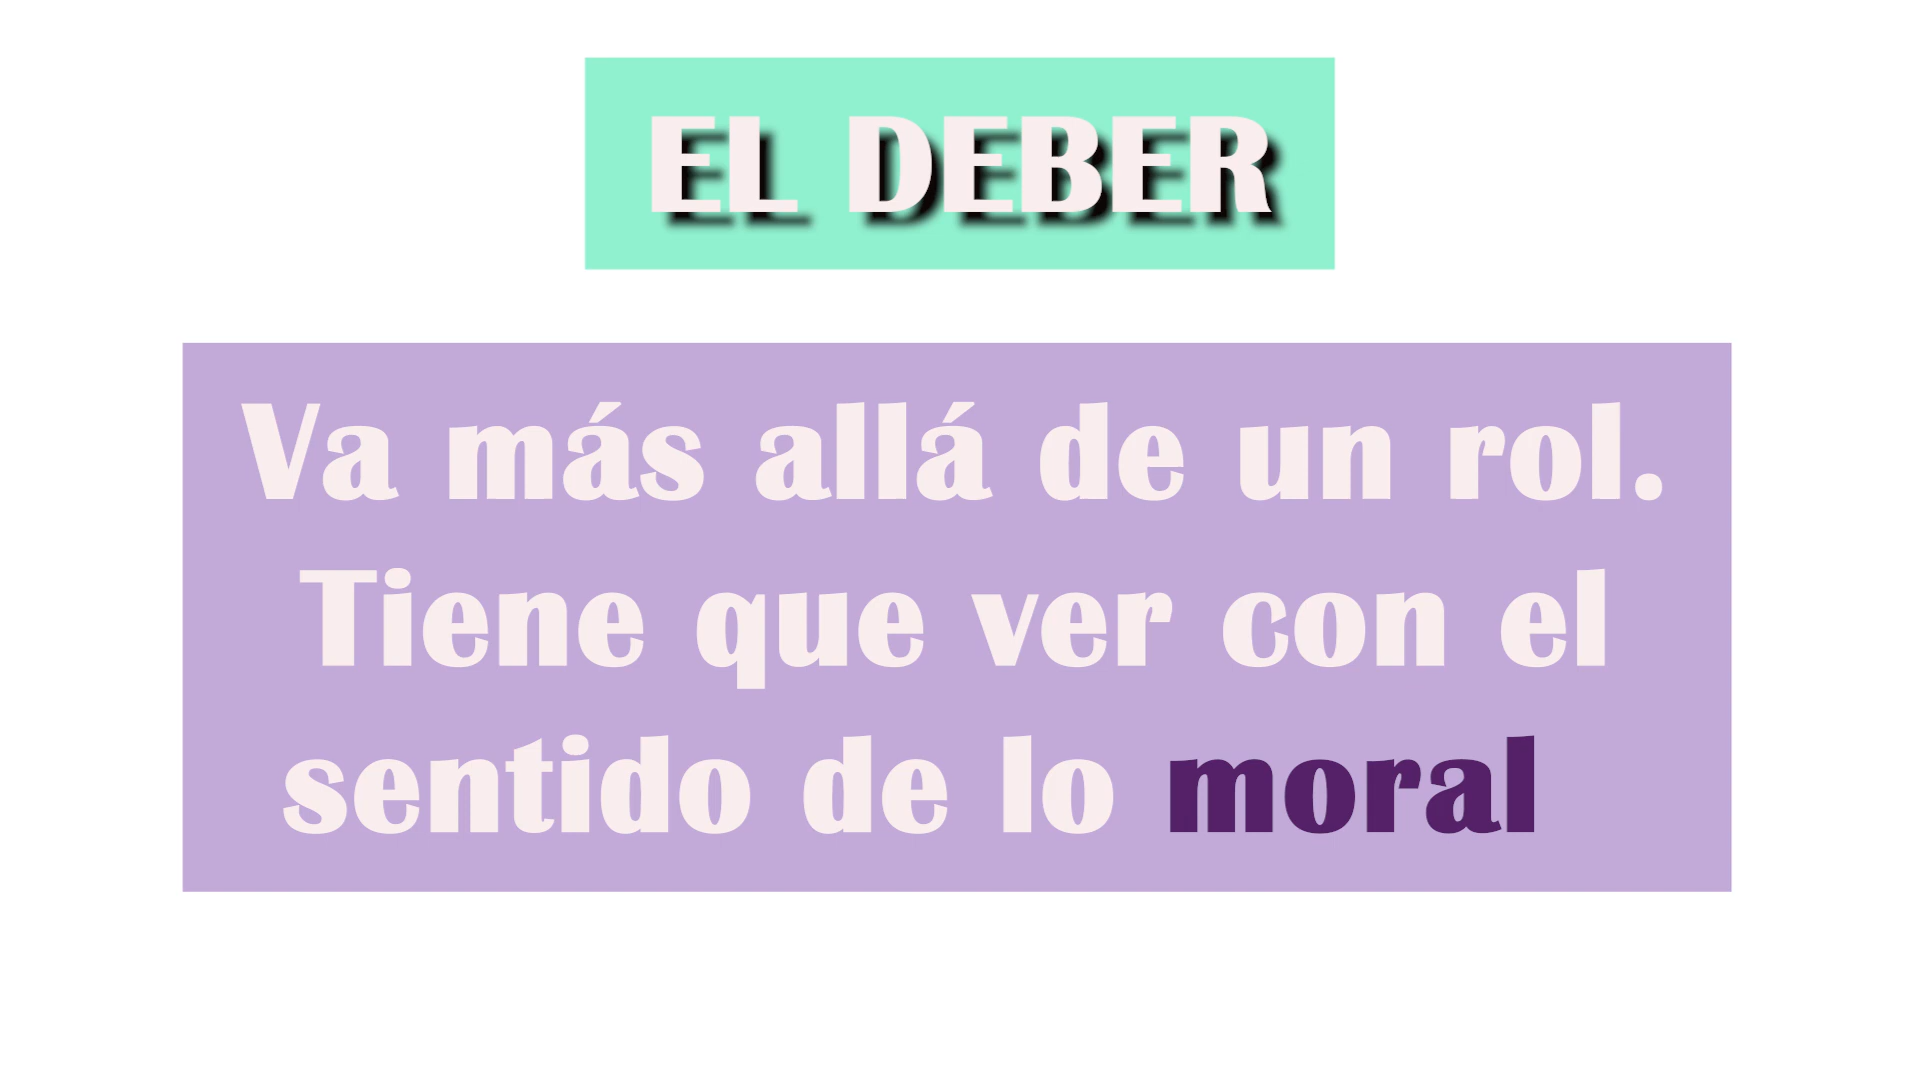 EL DEBER
Va más allá de un rol.
Tiene que ver con el
sentido de lo moral